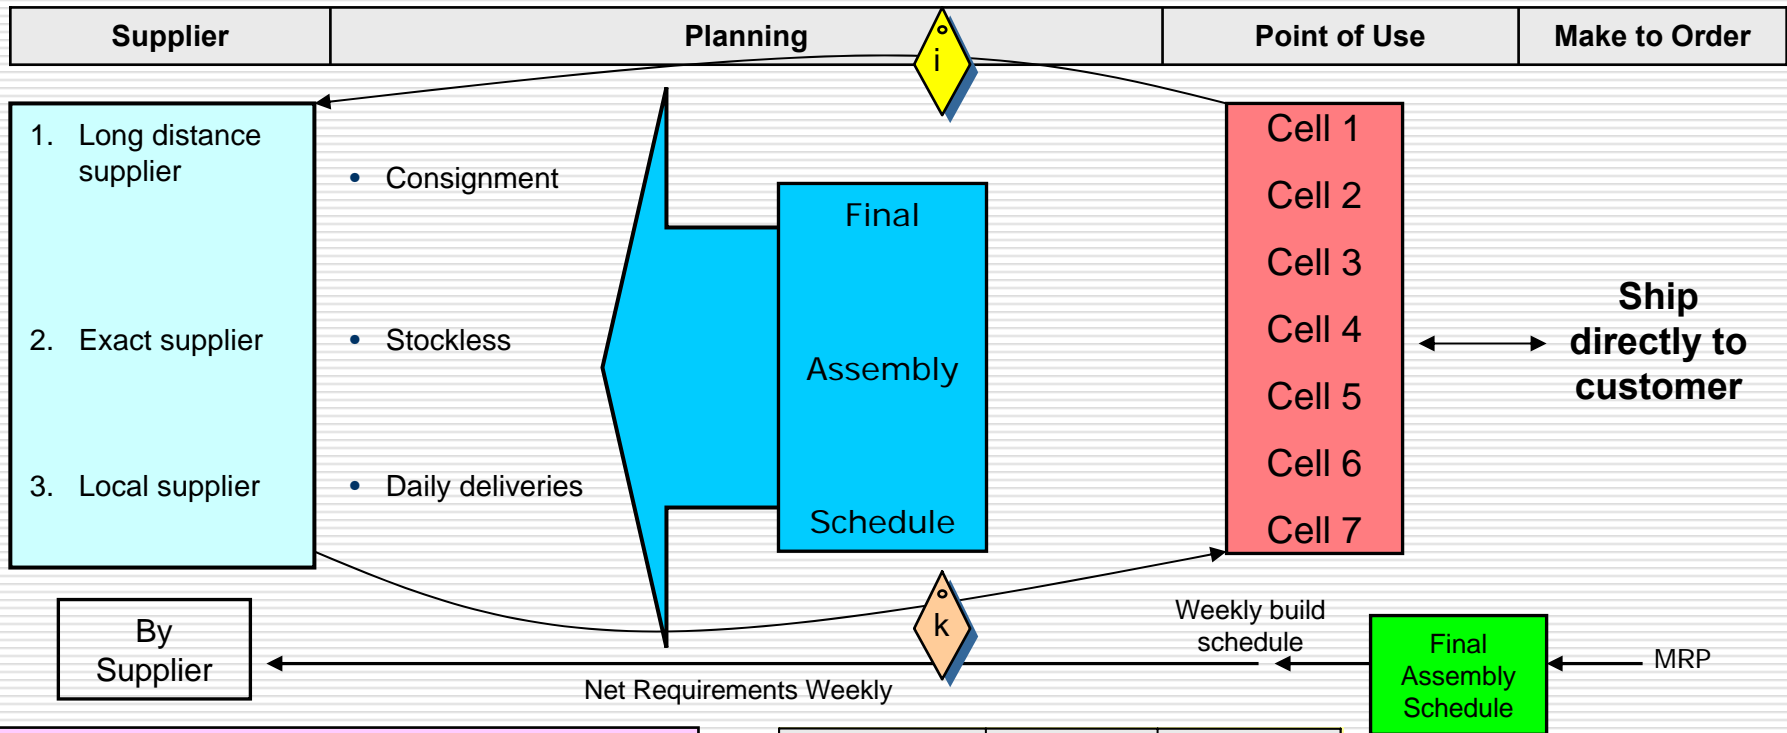 Supplier
Planning
Point of Use
Make to Order
i
1. Long distance
supplier
2. Exact supplier
3. Local supplier
• Consignment
• Stockless
• Daily deliveries
Final
Assembly
Schedule
Cell 1
Cell 2
Cell 3
Cell 4
Cell 5
Cell 6
Cell 7
Ship
directly to
customer
k
By
Supplier
Net Requirements Weekly
Weekly build
schedule
Final
Assembly
Schedule
MRP